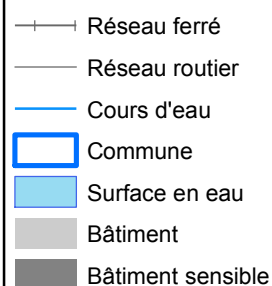 Réseau ferré
Réseau routier
Cours d'eau
Commune
Surface en eau
Bâtiment
Bâtiment sensible